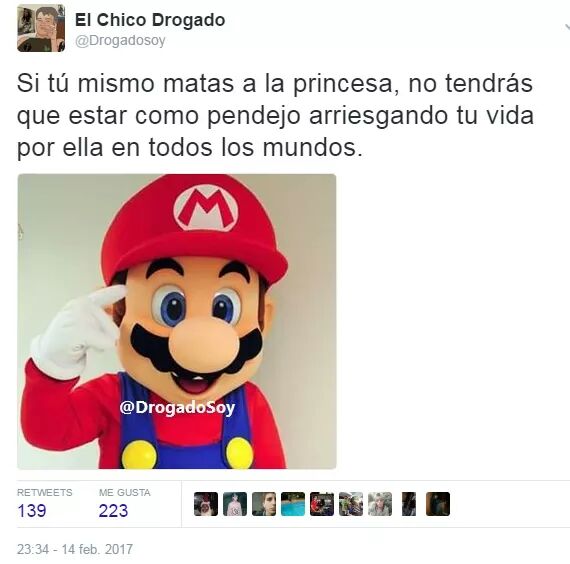 El Chico Drogado
@Drogadosoy
Si tú mismo matas a la princesa, no tendrás
que estar como pendejo arriesgando tu vida
por ella en todos los mundos.
M
@DrogadoSoy
RETWEETS
ME GUSTA
139
223
23:34 - 14 feb. 2017